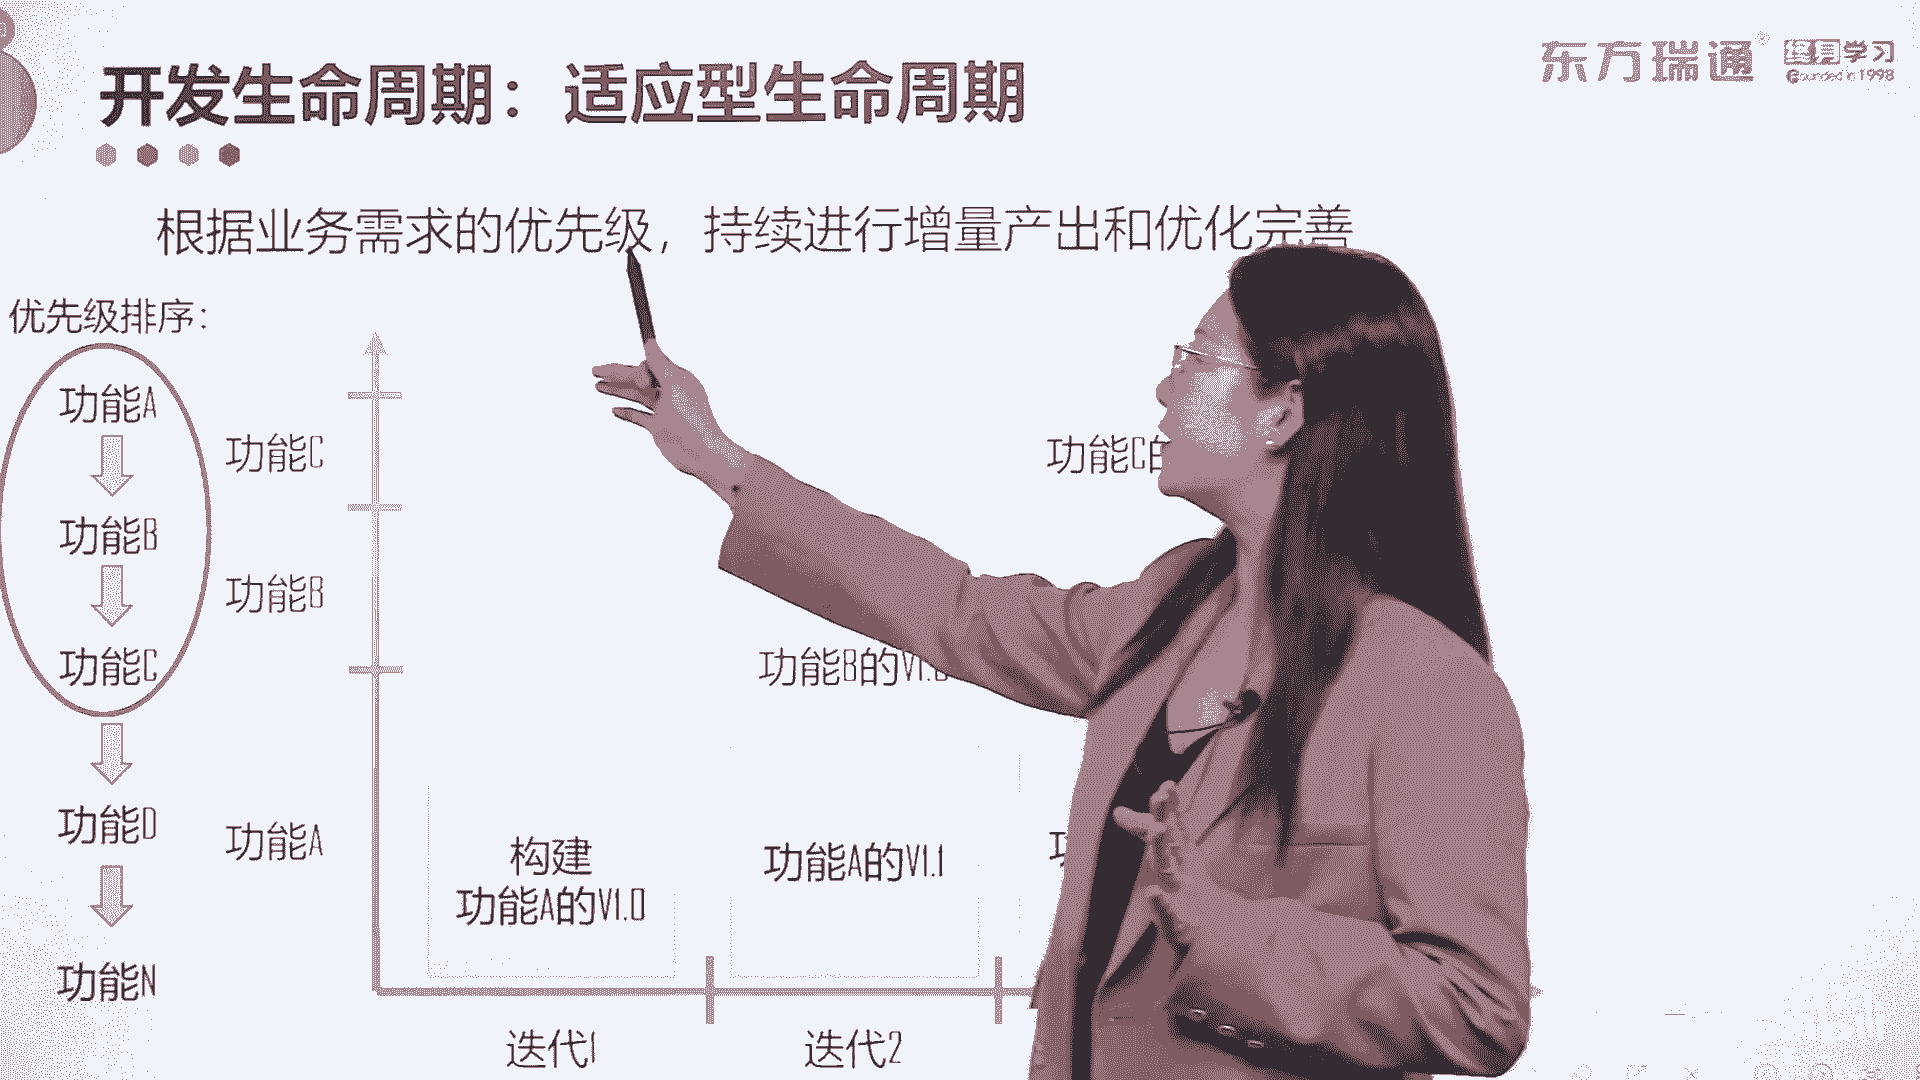 开发生命周期：适应型生命周期
东方瑞通®
终身学习
Founded in 1998
根据业务需求的优先级，持续进行增量产出和优化完善
优先级排序：
功能A
功能B
功能C
功能D
功能N
功能C
功能B
功能A
功能C的
功能B的V1.0
构建
功能A的V1.0
功能A的V1.1
迭代1
迭代2